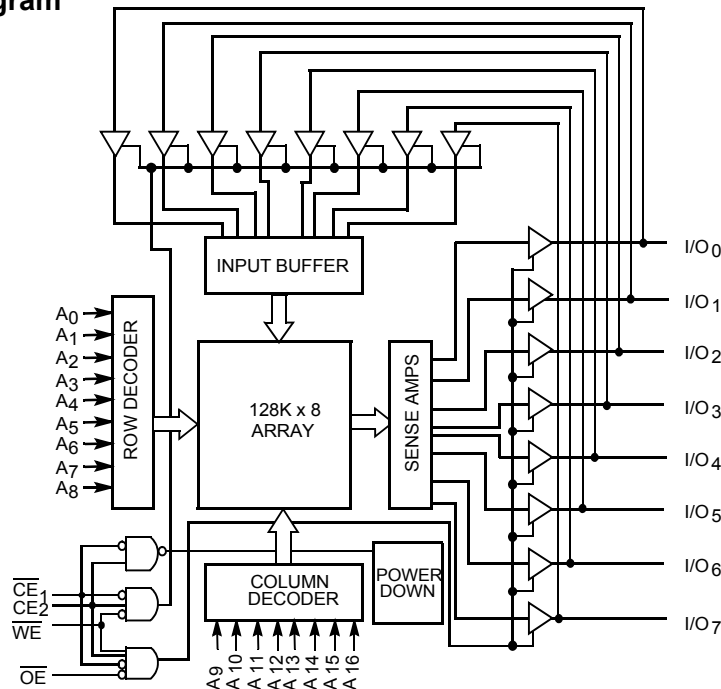 gram
INPUT BUFFER
A0
A1
A2
A3
A4
A5
A6
A7
A8
ROW DECODER
128K x 8
ARRAY
SENSE AMPS
I/O0
I/O1
I/O2
I/O3
I/O4
I/O5
I/O6
I/O7
CE1
CE2
WE
OE
COLUMN
DECODER
POWER
DOWN
A9
A10
A11
A12
A13
A14
A15
A16